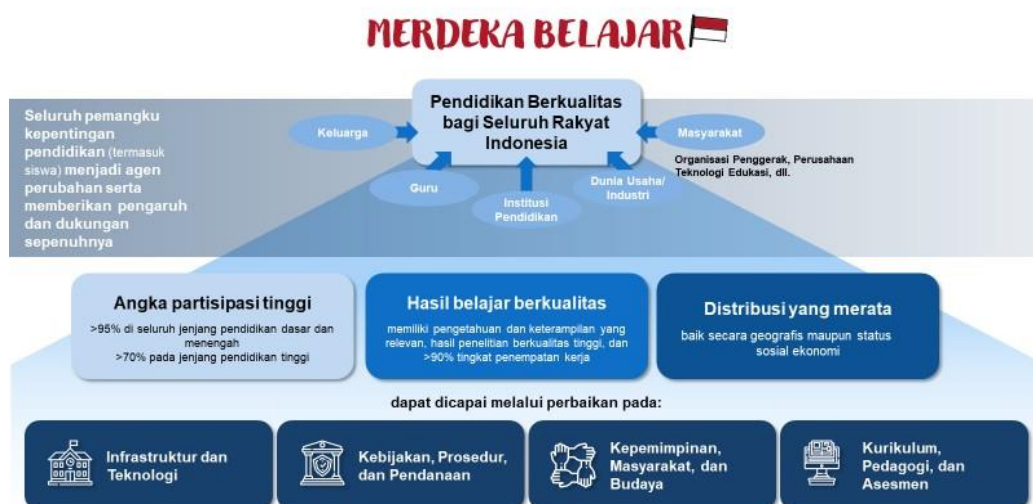 MERDEKA BELAJAR
Pendidikan Berkualitas
bagi Seluruh Rakyat
Indonesia
Seluruh pemangku
kepentingan
pendidikan (termasuk
siswa) menjadi agen
perubahan serta
memberikan pengaruh
dan dukungan
sepenuhnya
Keluarga
Guru
Institusi
Pendidikan
Dunia Usaha/
Industri
Masyarakat
Organisasi Penggerak, Perusahaan
Teknologi Edukasi, dll.
Angka partisipasi tinggi
>95% di seluruh jenjang pendidikan dasar dan
menengah
>70% pada jenjang pendidikan tinggi
Hasil belajar berkualitas
memiliki pengetahuan dan keterampilan yang
relevan, hasil penelitian berkualitas tinggi, dan
>90% tingkat penempatan kerja
Distribusi yang merata
baik secara geografis maupun status
sosial ekonomi
dapat dicapai melalui perbaikan pada:
Infrastruktur dan
Teknologi
Kebijakan, Prosedur,
dan Pendanaan
Kepemimpinan,
Masyarakat, dan
Budaya
Kurikulum,
Pedagogi, dan
Asesmen